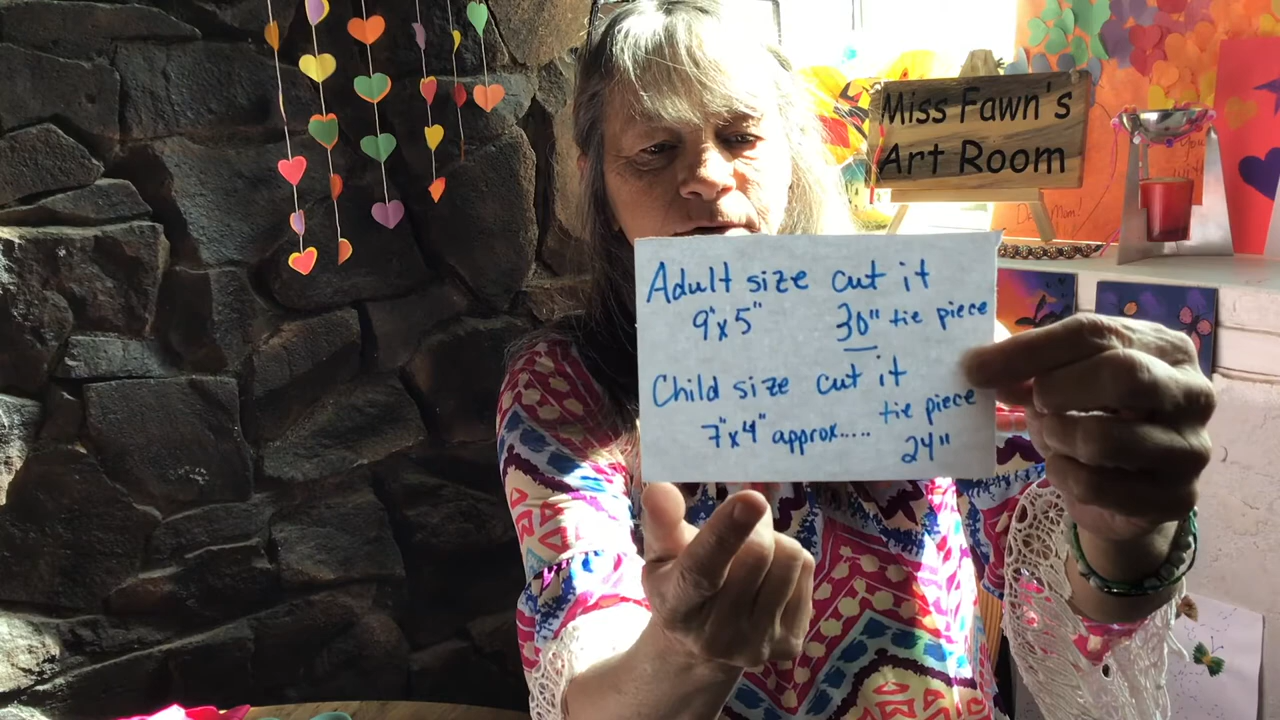 Miss Fawn's
Art Room
Adult size cut it
9"x5" 30" tie piece
Child size cut it
tie piece
7"x4" approx.....
24"
Mom!